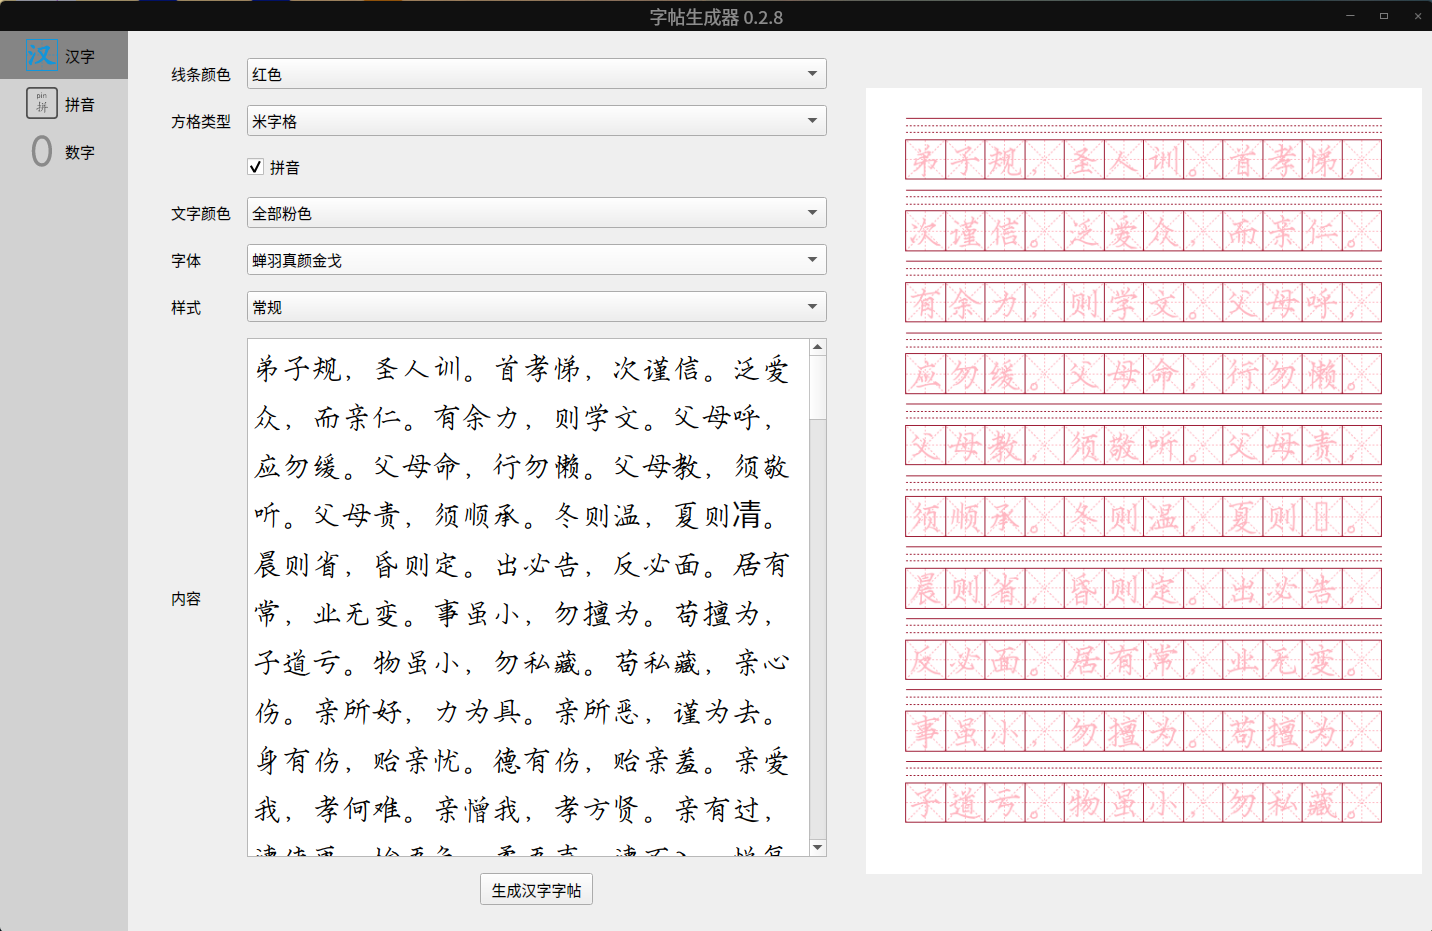 字帖生成器 0.2.8
汉 汉字
pin
拼 拼音
0 数字
线条颜色 红色
方格类型 米字格
拼音
文字颜色 全部粉色
字体 蝉羽真颜金戈
样式 常规
内容
弟子规，圣人训。首孝悌，次谨信。泛爱
众，而亲仁。有余力，则学文。父母呼，
应勿缓。父母命，行勿懒。父母教，须敬
听。父母责，须顺承。冬则温，夏则凊。
晨则省，昏则定。出必告，反必面。居有
常，业无变。事虽小，勿擅为。苟擅为，
子道亏。物虽小，勿私藏。苟私藏，亲心
伤。亲所好，力为具。亲所恶，谨为去。
身有伤，贻亲忧。德有伤，贻亲羞。亲爱
我，孝何难。亲憎我，孝方贤。亲有过，
生成汉字字帖
弟子规，圣人训。首孝悌，
次谨信。泛爱众，而亲仁。
有余力，则学文。父母呼，
应勿缓。父母命，行勿懒。
父母教，须敬听。父母责，
须顺承。冬则温，夏则。
晨则省，昏则定。出必告，
反必面。居有常，业无变。
事虽小，勿擅为。苟擅为，
子道亏。物虽小，勿私藏。